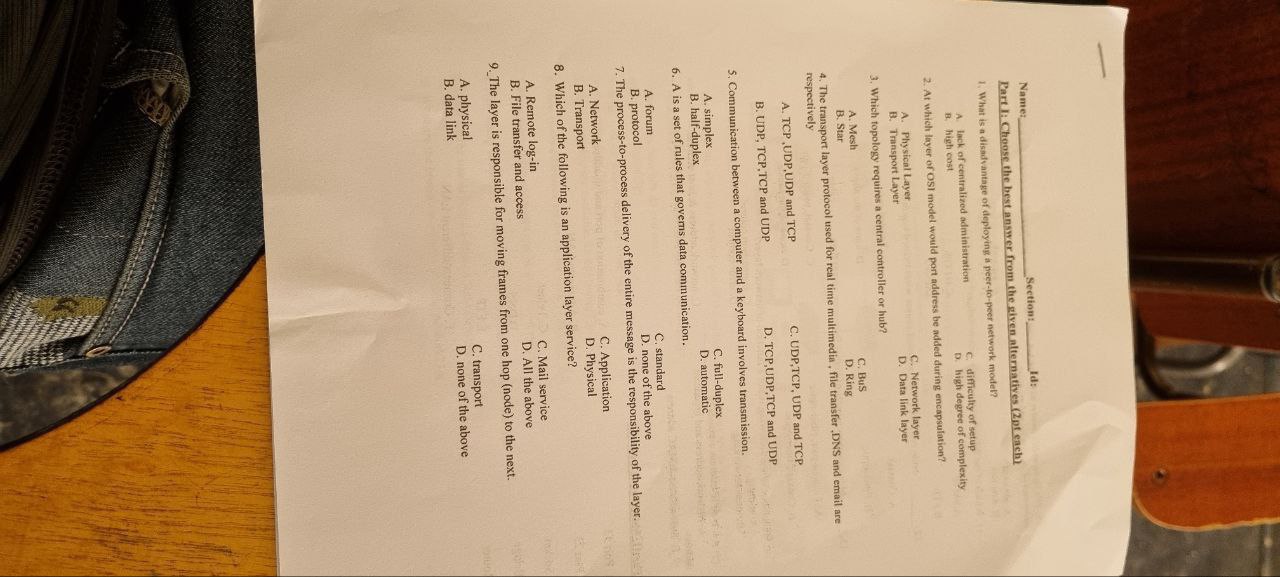 Name:____________________Section:________Id:
Part I: Choose the best answer from the given alternatives (2pt each)
1. What is a disadvantage of deploying a peer-to-peer network model?
A. lack of centralized administration C. difficulty of setup
B. high cost D. high degree of complexity
2. At which layer of OSI model would port address be added during encapsulation?
A. Physical Layer C. Network layer
B. Transport Layer D. Data link layer
3. Which topology requires a central controller or hub?
A. Mesh C. BuS
B. Star D. Ring
4. The transport layer protocol used for real time multimedia , file transfer ,DNS and email are
respectively
A. TCP ,UDP,UDP and TCP C. UDP,TCP, UDP and TCP
B. UDP, TCP,TCP and UDP D. TCP,UDP,TCP and UDP
5. Communication between a computer and a keyboard involves transmission.
A. simplex C. full-duplex
B. half-duplex D. automatic
6. A is a set of rules that governs data communication.
A. forum C. standard
B. protocol D. none of the above
7. The process-to-process delivery of the entire message is the responsibility of the layer.
A. Network C. Application
B. Transport D. Physical
8. Which of the following is an application layer service?
A. Remote log-in C. Mail service
B. File transfer and access D. All the above
9_The layer is responsible for moving frames from one hop (node) to the next.
A. physical C. transport
B. data link D. none of the above